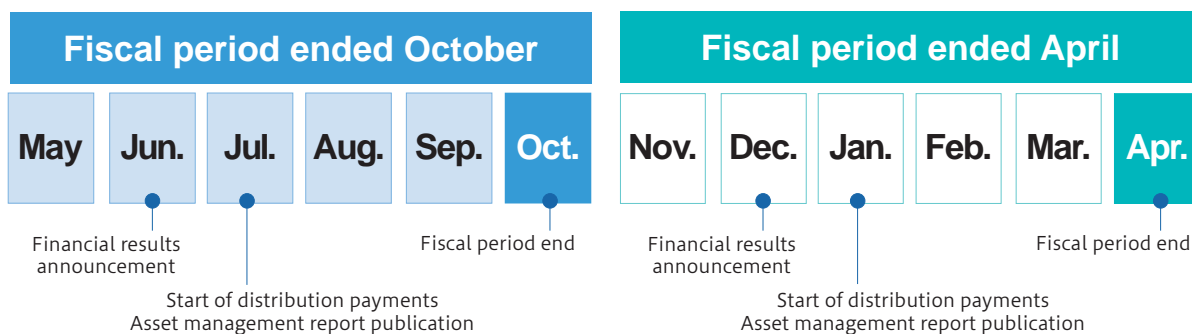 Fiscal period ended October
May Jun. Jul. Aug. Sep. Oct.
Financial results
announcement
Fiscal period end
Start of distribution payments
Asset management report publication
Fiscal period ended April
Nov. Dec. Jan. Feb. Mar. Apr.
Financial results
announcement
Fiscal period end
Start of distribution payments
Asset management report publication